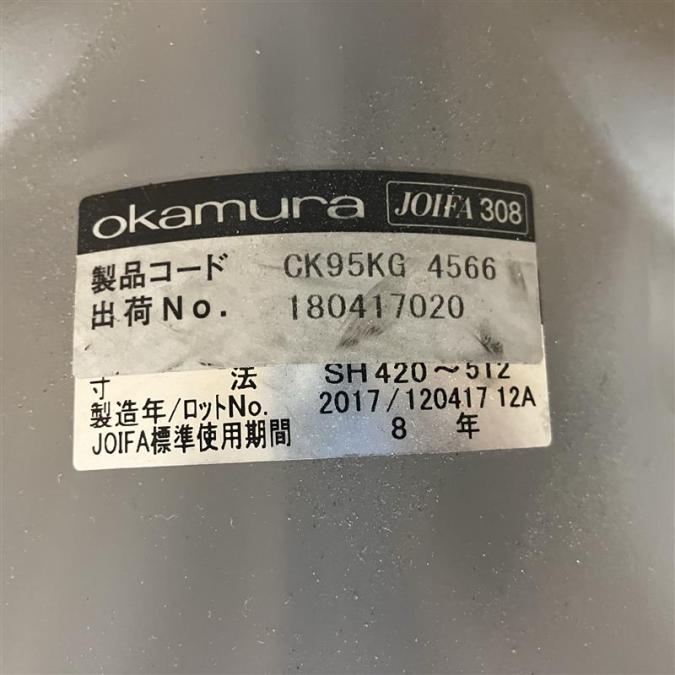 okamura JOIFA 308
製品コード CK95KG 4566
出荷No. 180417020
寸 法 SH420～512
製造年/ロットNo. 2017/120417 12A
JOIFA標準使用期間 8 年